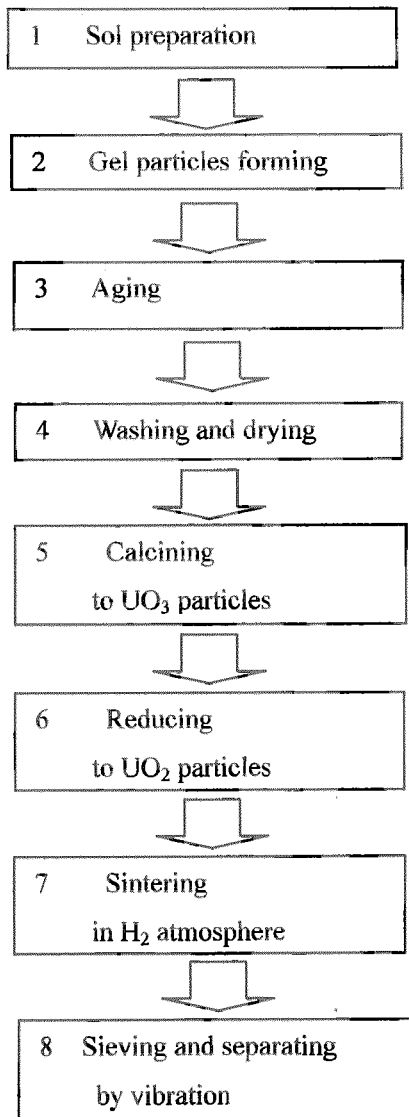 1 Sol preparation
2 Gel particles forming
3 Aging
4 Washing and drying
5 Calcining
to UO₃ particles
6 Reducing
to UO₂ particles
7 Sintering
in H₂ atmosphere
8 Sieving and separating
by vibration